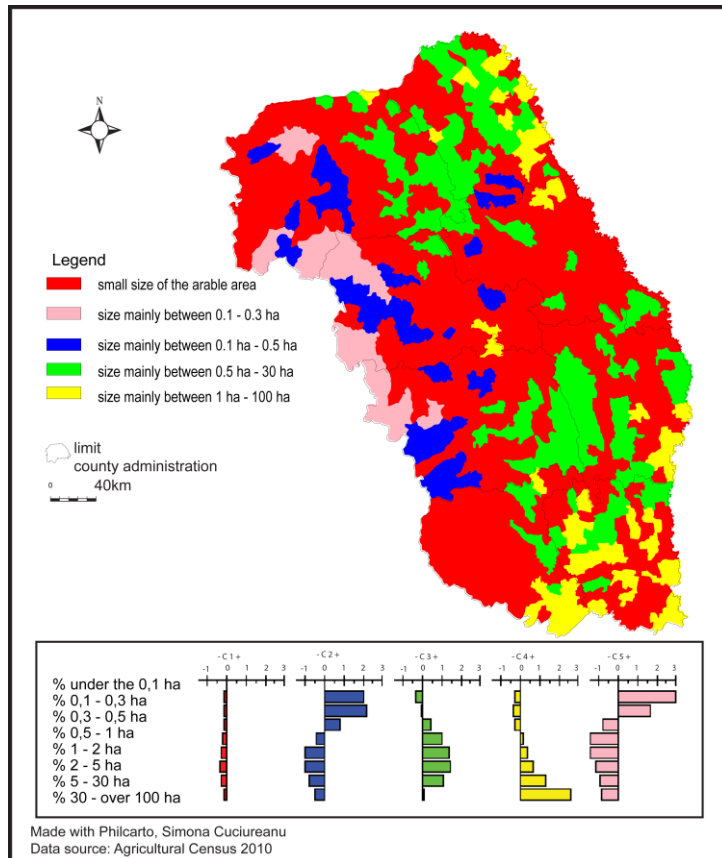 N
Legend
small size of the arable area
size mainly between 0.1 - 0.3 ha
size mainly between 0.1 ha - 0.5 ha
size mainly between 0.5 ha - 30 ha
size mainly between 1 ha - 100 ha
limit
county administration
0 40km
- C 1 + - C 2 + - C 3 + - C 4 + - C 5 +
-1 0 1 2 3 -1 0 1 2 3 -1 0 1 2 3 -1 0 1 2 3 -1 0 1 2 3
% under the 0,1 ha
% 0,1 - 0,3 ha
% 0,3 - 0,5 ha
% 0,5 - 1 ha
% 1 - 2 ha
% 2 - 5 ha
% 5 - 30 ha
% 30 - over 100 ha
Made with Philcarto, Simona Cuciureanu
Data source: Agricultural Census 2010